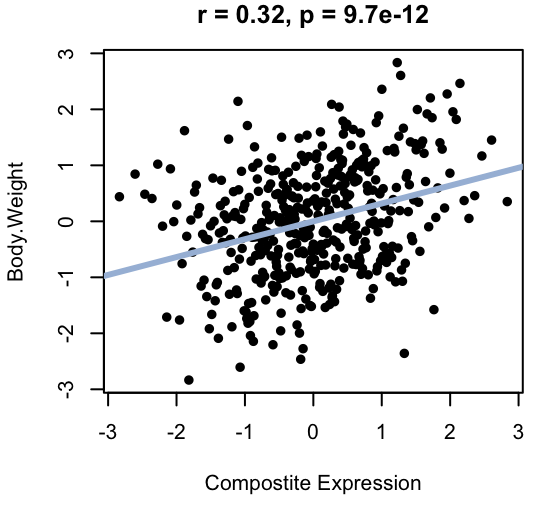 r = 0.32, p = 9.7e-12
3
2
1
0
-1
-2
-3
Body.Weight
-3 -2 -1 0 1 2 3
Compostite Expression